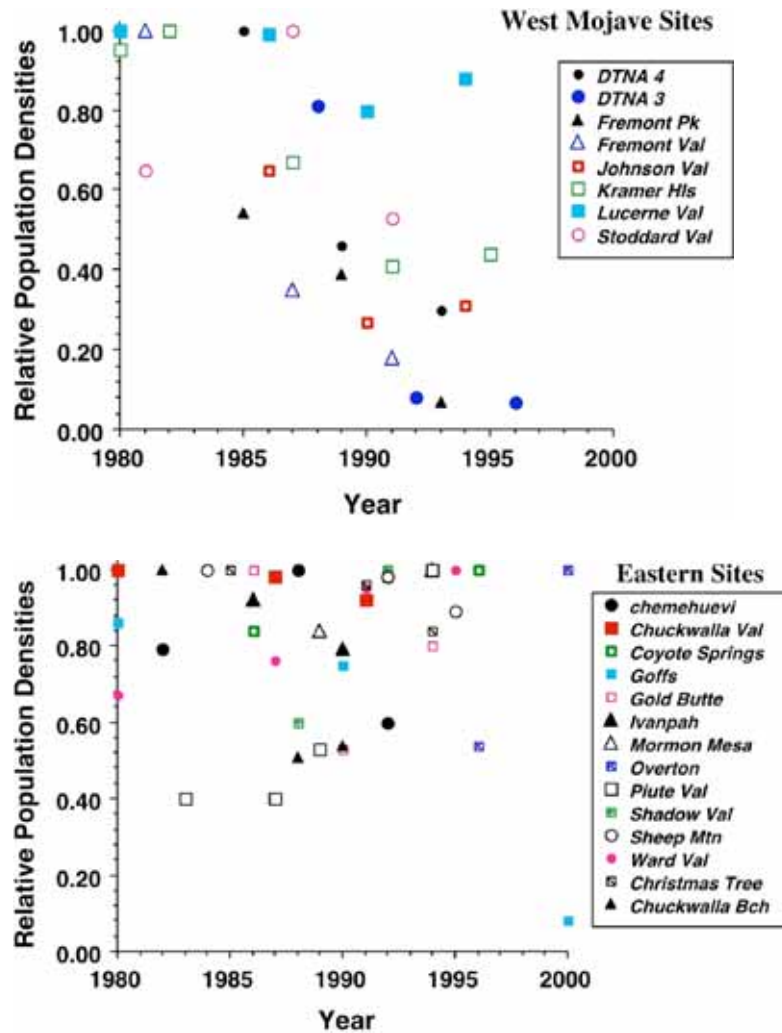 West Mojave Sites
Relative Population Densities
1.00
0.80
0.60
0.40
0.20
0.00
1980
1985
1990
1995
2000
Year
DTNA 4
DTNA 3
Fremont Pk
Fremont Val
Johnson Val
Kramer Hls
Lucerne Val
Stoddard Val
Eastern Sites
Relative Population Densities
1.00
0.80
0.60
0.40
0.20
0.00
1980
1985
1990
1995
2000
Year
chemehuevi
Chuckwalla Val
Coyote Springs
Goffs
Gold Butte
Ivanpah
Mormon Mesa
Overton
Piute Val
Shadow Val
Sheep Mtn
Ward Val
Christmas Tree
Chuckwalla Bch